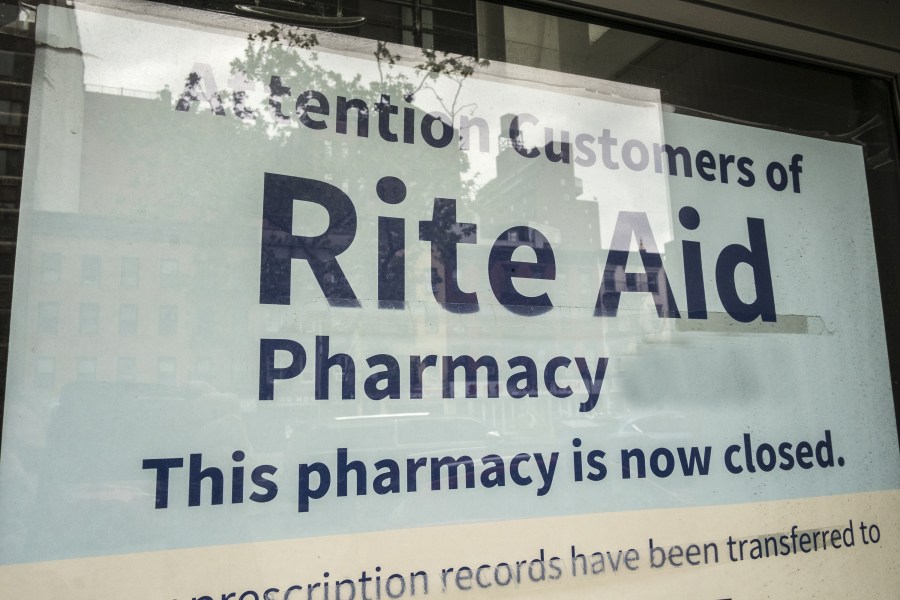 Attention Customers of
Rite Aid
Pharmacy
This pharmacy is now closed.
prescription records have been transferred to